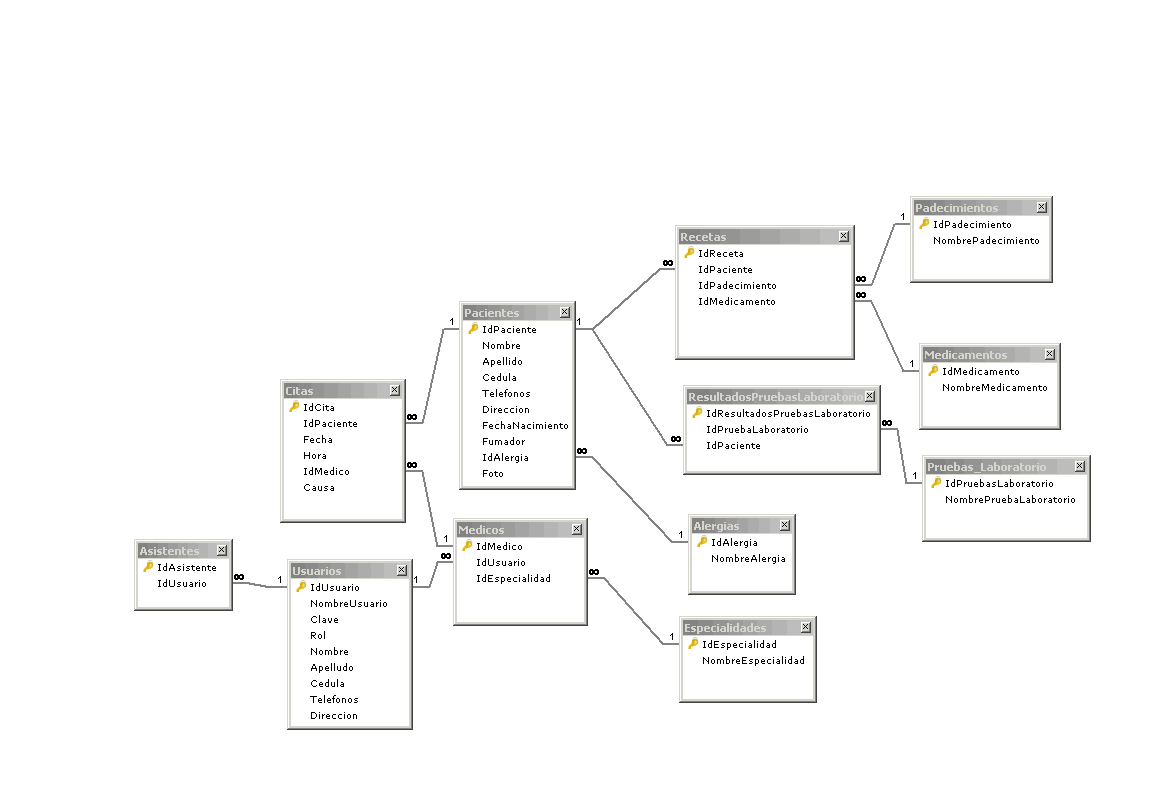 Padecimientos
IdPadecimiento
NombrePadecimiento
1
Recetas
IdReceta
IdPaciente
IdPadecimiento
IdMedicamento
∞
∞
∞
Pacientes
IdPaciente
Nombre
Apellido
Cedula
Telefonos
Direccion
FechaNacimiento
Fumador
IdAlergia
Foto
1
1
∞
Medicamentos
IdMedicamento
NombreMedicamento
1
Citas
IdCita
IdPaciente
Fecha
Hora
IdMedico
Causa
∞
∞
ResultadosPruebasLaboratorio
IdResultadosPruebasLaboratorio
IdPruebaLaboratorio
IdPaciente
∞
∞
Pruebas_Laboratorio
IdPruebasLaboratorio
NombrePruebaLaboratorio
1
Alergias
IdAlergia
NombreAlergia
1
Medicos
IdMedico
IdUsuario
IdEspecialidad
1
∞
∞
Asistentes
IdAsistente
IdUsuario
∞
Usuarios
IdUsuario
NombreUsuario
Clave
Rol
Nombre
Apelludo
Cedula
Telefonos
Direccion
1
1
Especialidades
IdEspecialidad
NombreEspecialidad
1